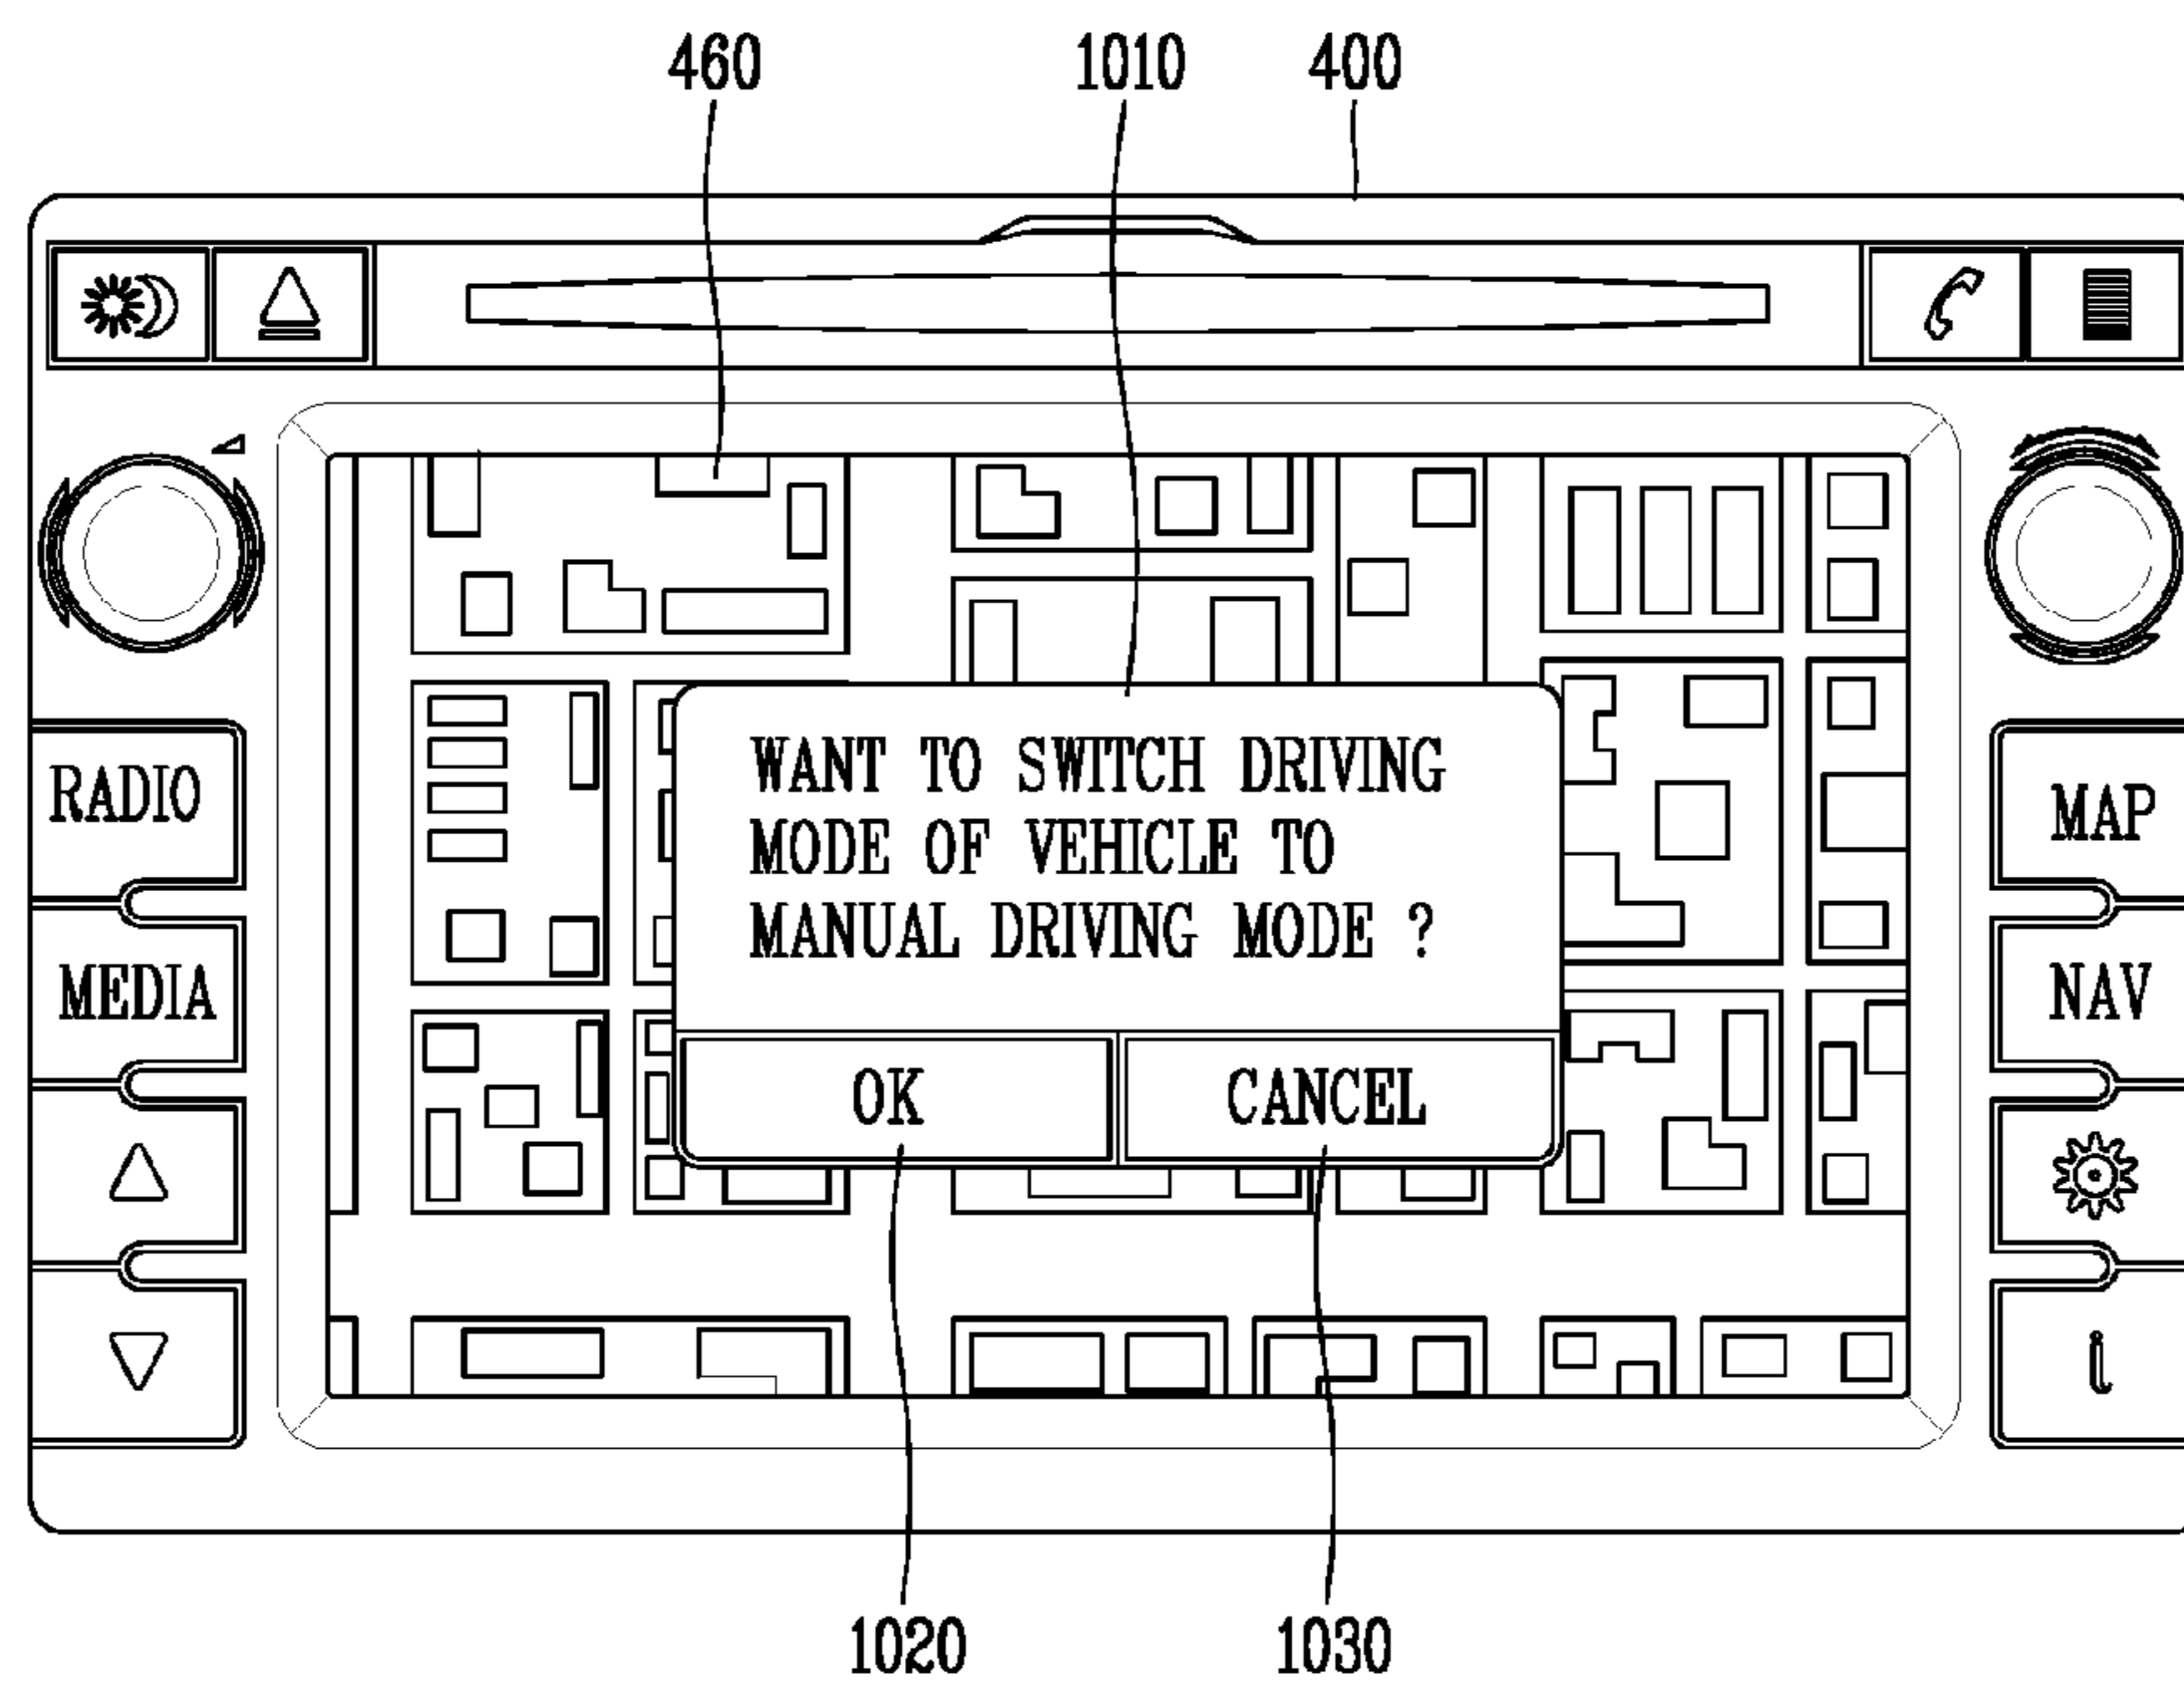 460 1010 400
RADIO
MEDIA
WANT TO SWITCH DRIVING
MODE OF VEHICLE TO
MANUAL DRIVING MODE ?
OK CANCEL
MAP
NAV
i
1020 1030